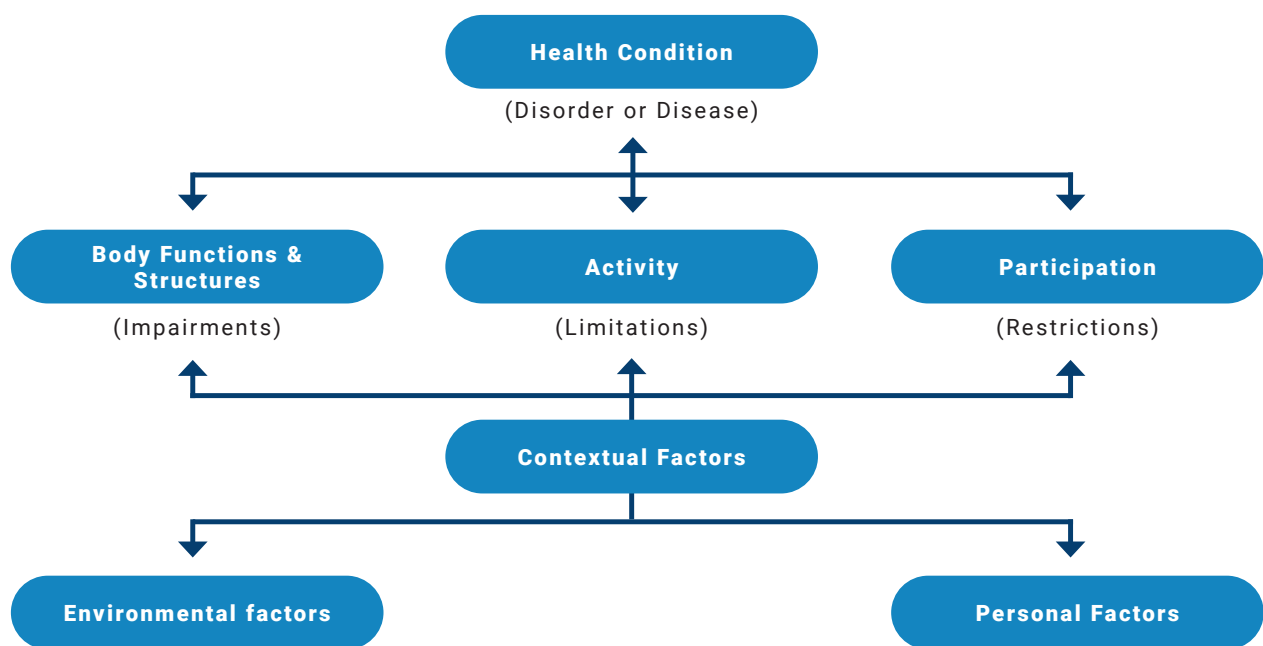 Health Condition
(Disorder or Disease)
Body Functions &
Structures
(Impairments)
Activity
(Limitations)
Participation
(Restrictions)
Contextual Factors
Environmental factors
Personal Factors